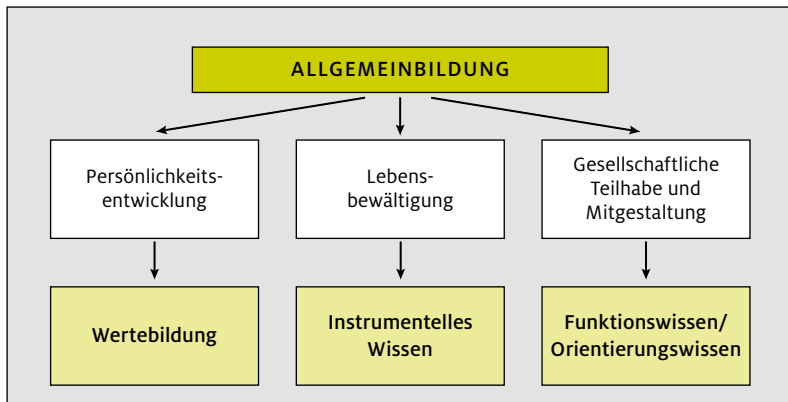 ALLGEMEINBILDUNG
Persönlichkeits-
entwicklung
Lebens-
bewältigung
Gesellschaftliche
Teilhabe und
Mitgestaltung
Wertebildung
Instrumentelles
Wissen
Funktionswissen/
Orientierungswissen